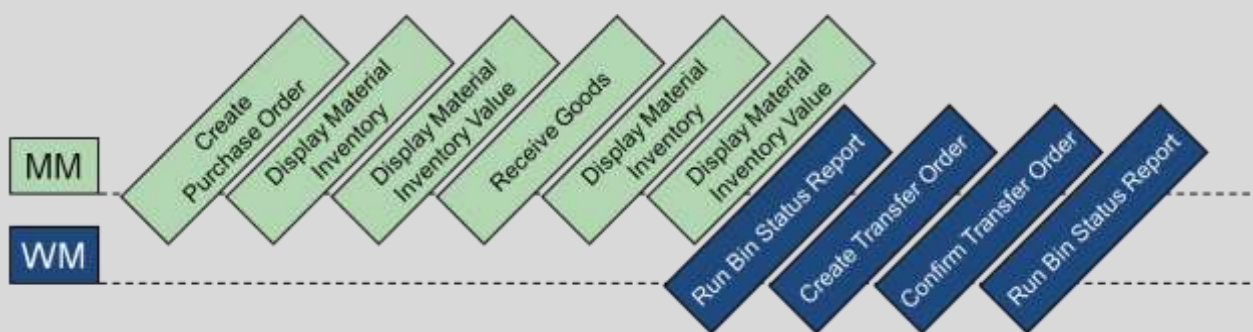 MM
WM
Create
Purchase Order
Display Material
Inventory
Display Material
Inventory Value
Receive Goods
Display Material
Inventory
Display Material
Inventory Value
Run Bin Status Report
Create Transfer Order
Confirm Transfer Order
Run Bin Status Report